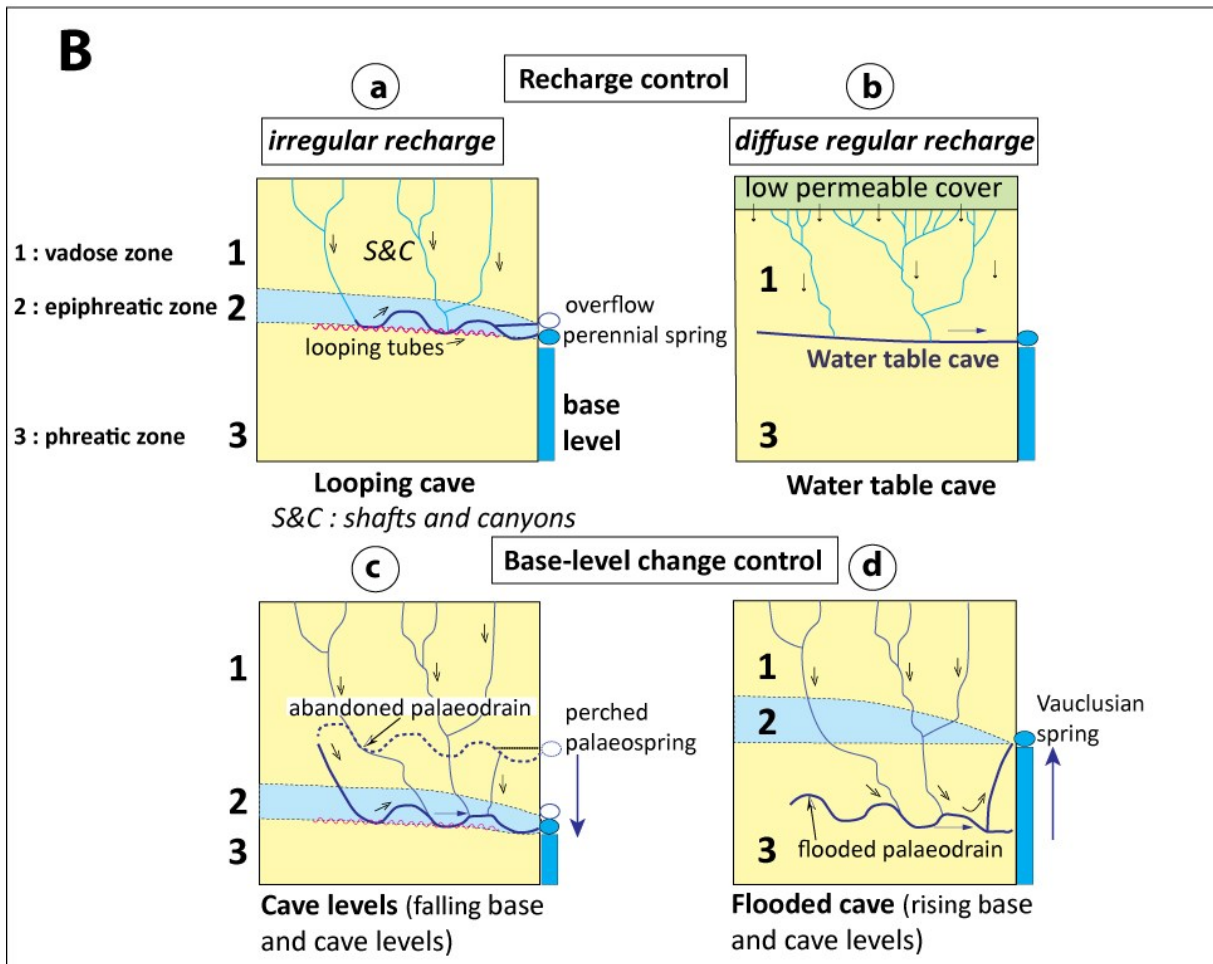 B
Recharge control
a
b
irregular recharge
diffuse regular recharge
low permeable cover
1 : vadose zone
1
S&C
1
2 : epiphreatic zone
2
overflow
perennial spring
looping tubes
Water table cave
3 : phreatic zone
3
base
level
3
Looping cave
Water table cave
S&C : shafts and canyons
Base-level change control
c
d
1
abandoned palaeodrain
perched
palaeospring
2
3
1
2
Vauclusian
spring
3
flooded palaeodrain
Cave levels (falling base
and cave levels)
Flooded cave (rising base
and cave levels)